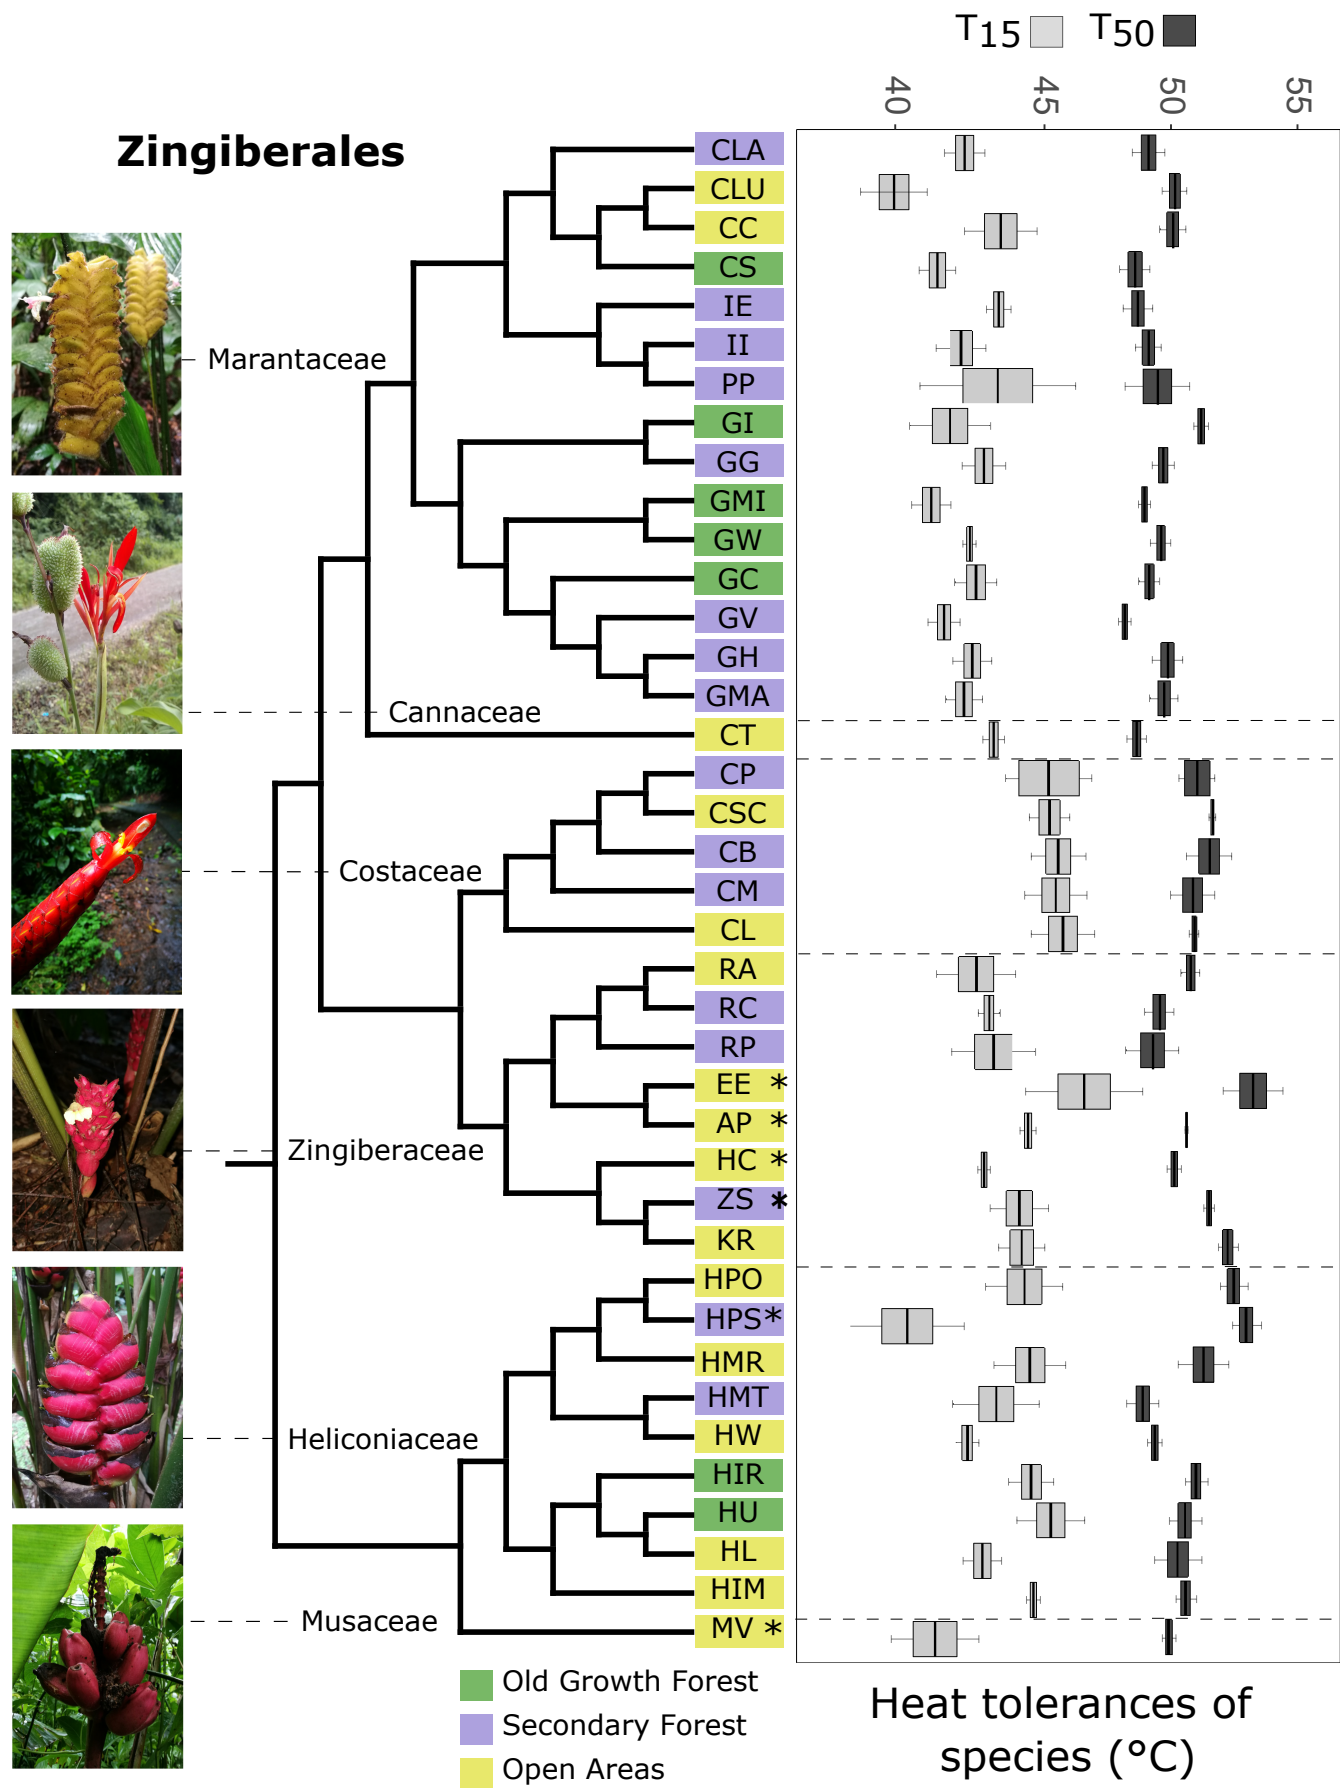 T15 T50
40 45 50 55
Zingiberales
CLA
CLU
CC
CS
IE
II
Marantaceae
PP
GI
GG
GMI
GW
GC
GV
GH
GMA
Cannaceae
CT
CP
CSC
CB
Costaceae
CM
CL
RA
RC
RP
EE *
AP *
Zingiberaceae
HC *
ZS *
KR
HPO
HPS *
HMR
HMT
Heliconiaceae
HW
HIR
HU
HL
HIM
Musaceae
MV *
Old Growth Forest
Secondary Forest
Open Areas
Heat tolerances of
species (°C)